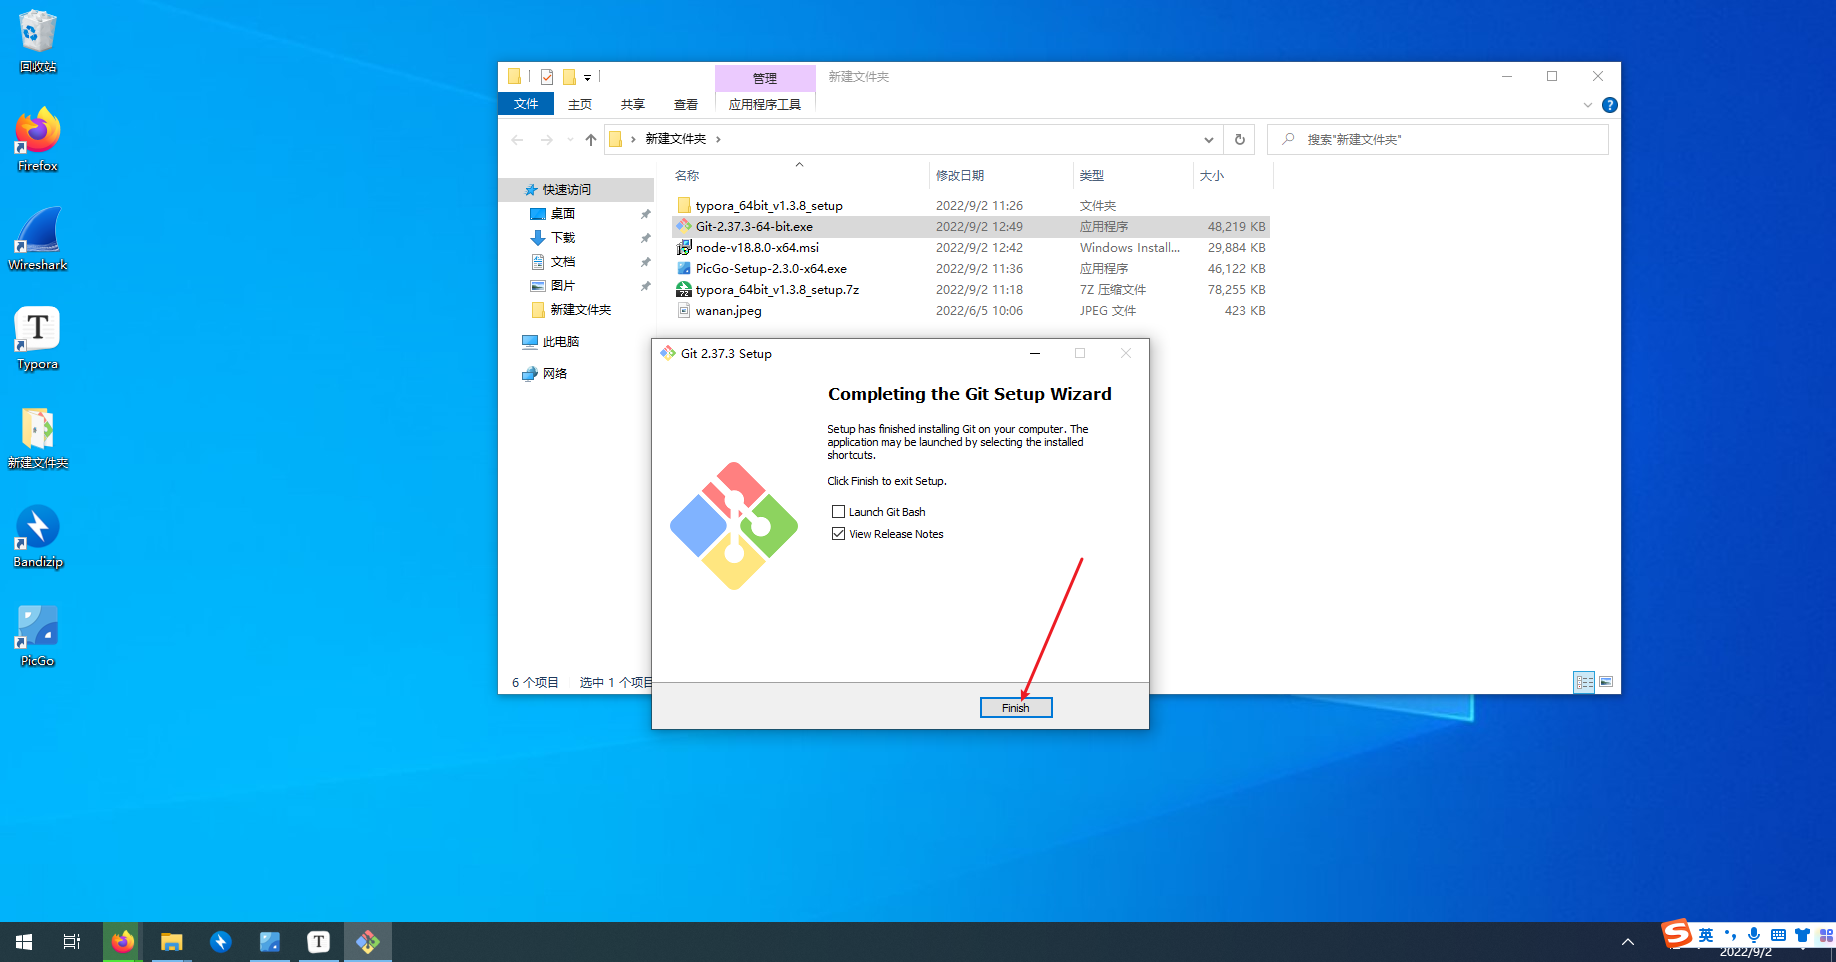 回收站
Firefox
Wireshark
Typora
新建文件夹
Bandizip
PicGo
管理
新建文件夹
文件
主页
共享
查看
应用程序工具
新建文件夹
搜索"新建文件夹"
名称
修改日期
类型
大小
快速访问
桌面
下载
文档
图片
新建文件夹
此电脑
网络
typora_64bit_v1.3.8_setup 2022/9/2 11:26 文件夹
Git-2.37.3-64-bit.exe 2022/9/2 12:49 应用程序 48,219 KB
node-v18.8.0-x64.msi 2022/9/2 12:42 Windows Install... 29,884 KB
PicGo-Setup-2.3.0-x64.exe 2022/9/2 11:36 应用程序 46,122 KB
typora_64bit_v1.3.8_setup.7z 2022/9/2 11:18 7Z 压缩文件 78,255 KB
wanan.jpeg 2022/6/5 10:06 JPEG 文件 423 KB
6 个项目
选中 1 个项目
Git 2.37.3 Setup
Completing the Git Setup Wizard
Setup has finished installing Git on your computer. The
application may be launched by selecting the installed
shortcuts.
Click Finish to exit Setup.
Launch Git Bash
View Release Notes
Finish
英
2022/9/2